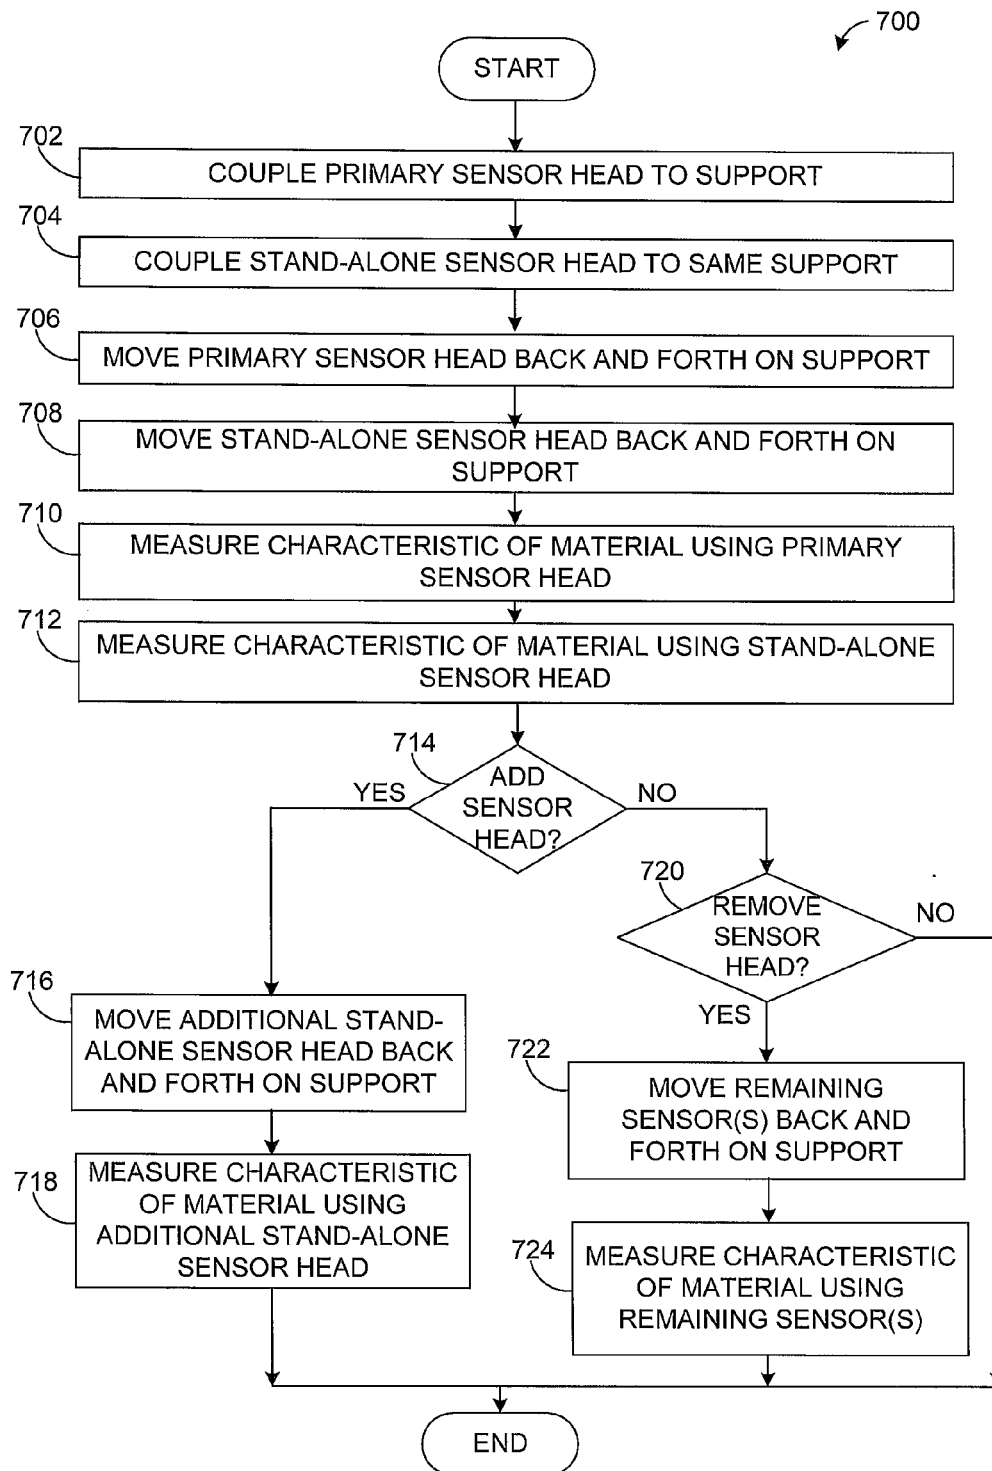 700
START
702
COUPLE PRIMARY SENSOR HEAD TO SUPPORT
704
COUPLE STAND-ALONE SENSOR HEAD TO SAME SUPPORT
706
MOVE PRIMARY SENSOR HEAD BACK AND FORTH ON SUPPORT
708
MOVE STAND-ALONE SENSOR HEAD BACK AND FORTH ON
SUPPORT
710
MEASURE CHARACTERISTIC OF MATERIAL USING PRIMARY
SENSOR HEAD
712
MEASURE CHARACTERISTIC OF MATERIAL USING STAND-ALONE
SENSOR HEAD
714
ADD
SENSOR
HEAD?
YES
NO
716
MOVE ADDITIONAL STAND-
ALONE SENSOR HEAD BACK
AND FORTH ON SUPPORT
718
MEASURE CHARACTERISTIC
OF MATERIAL USING
ADDITIONAL STAND-ALONE
SENSOR HEAD
720
REMOVE
SENSOR
HEAD?
NO
YES
722
MOVE REMAINING
SENSOR(S) BACK AND
FORTH ON SUPPORT
724
MEASURE CHARACTERISTIC
OF MATERIAL USING
REMAINING SENSOR(S)
END